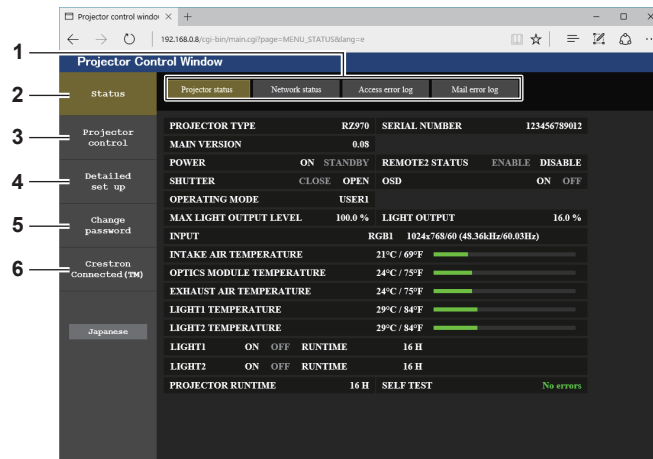 Projector control windov
192.168.0.8/cgi-bin/main.cgi?page=MENU_STATUS&lang=e
Projector Control Window
1
2
3
4
5
6
Status
Projector control
Detailed set up
Change password
Crestron Connected(TM)
Japanese
Projector status Network status Access error log Mail error log
PROJECTOR TYPE RZ970 SERIAL NUMBER 123456789012
MAIN VERSION 0.08
POWER ON STANDBY REMOTE2 STATUS ENABLE DISABLE
SHUTTER CLOSE OPEN OSD ON OFF
OPERATING MODE USER1
MAX LIGHT OUTPUT LEVEL 100.0 % LIGHT OUTPUT 16.0 %
INPUT RGB1 1024x768/60 (48.36kHz/60.03Hz)
INTAKE AIR TEMPERATURE 21°C / 69°F
OPTICS MODULE TEMPERATURE 24°C / 75°F
EXHAUST AIR TEMPERATURE 24°C / 75°F
LIGHT1 TEMPERATURE 29°C / 84°F
LIGHT2 TEMPERATURE 29°C / 84°F
LIGHT1 ON OFF RUNTIME 16 H
LIGHT2 ON OFF RUNTIME 16 H
PROJECTOR RUNTIME 16 H SELF TEST No errors